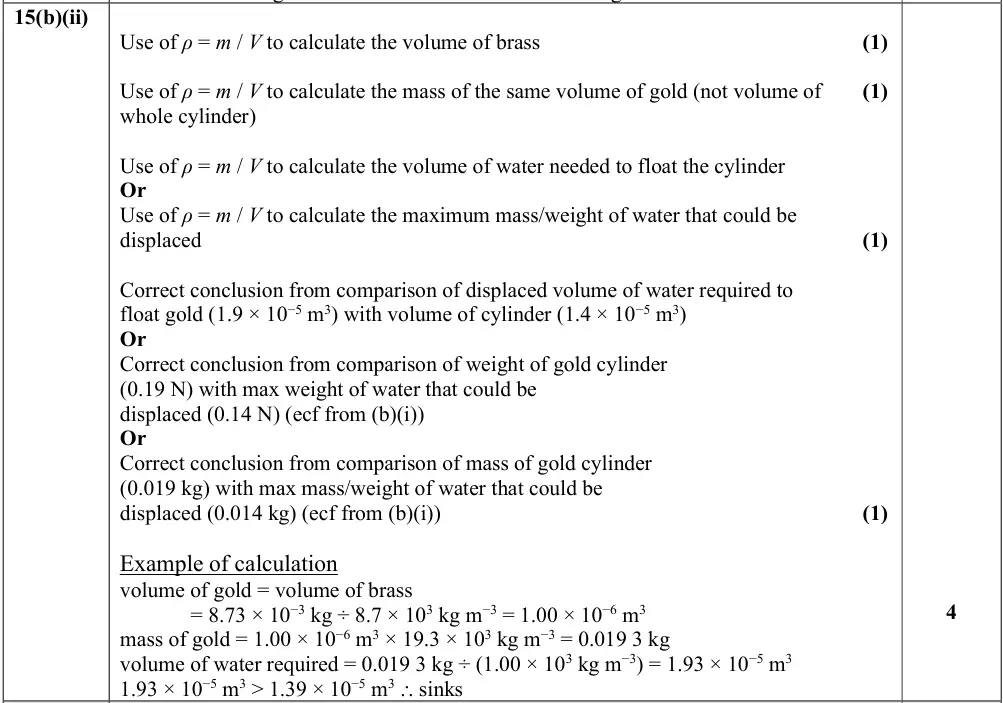 15(b)(ii)
Use of ρ = m / V to calculate the volume of brass (1)
Use of ρ = m / V to calculate the mass of the same volume of gold (not volume of (1)
whole cylinder)
Use of ρ = m / V to calculate the volume of water needed to float the cylinder
Or
Use of ρ = m / V to calculate the maximum mass/weight of water that could be
displaced (1)
Correct conclusion from comparison of displaced volume of water required to
float gold (1.9 × 10⁻⁵ m³) with volume of cylinder (1.4 × 10⁻⁵ m³)
Or
Correct conclusion from comparison of weight of gold cylinder
(0.19 N) with max weight of water that could be
displaced (0.14 N) (ecf from (b)(i))
Or
Correct conclusion from comparison of mass of gold cylinder
(0.019 kg) with max mass/weight of water that could be
displaced (0.014 kg) (ecf from (b)(i)) (1)
Example of calculation
volume of gold = volume of brass
= 8.73 × 10⁻³ kg ÷ 8.7 × 10³ kg m⁻³ = 1.00 × 10⁻⁶ m³ 4
mass of gold = 1.00 × 10⁻⁶ m³ × 19.3 × 10³ kg m⁻³ = 0.019 3 kg
volume of water required = 0.019 3 kg ÷ (1.00 × 10³ kg m⁻³) = 1.93 × 10⁻⁵ m³
1.93 × 10⁻⁵ m³ > 1.39 × 10⁻⁵ m³ ∴ sinks